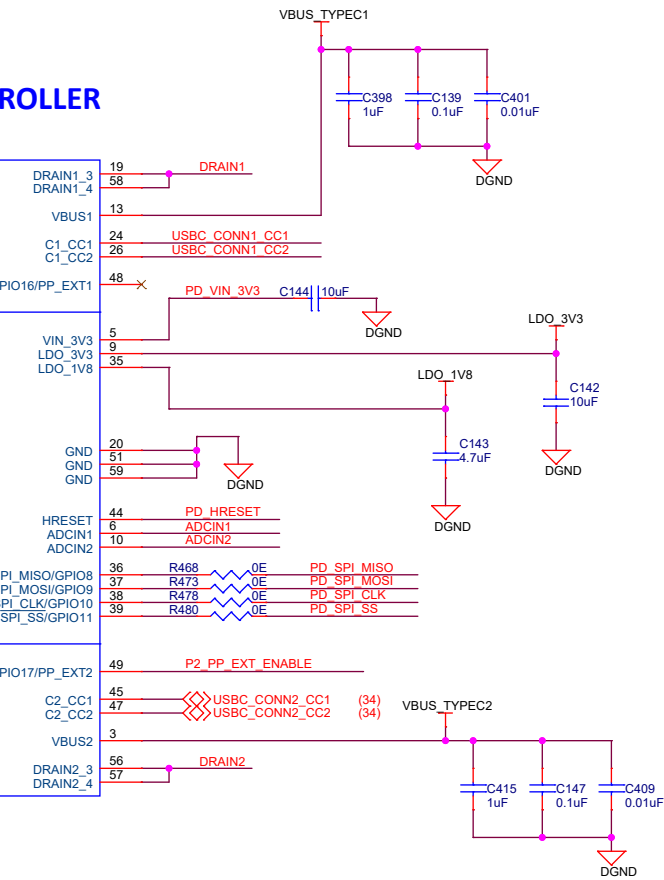 VBUS_TYPEC1
ROLLER
C398
1uF
C139
0.1uF
C401
0.01uF
DGND
DRAIN1_3 19 DRAIN1
DRAIN1_4 58
VBUS1 13
C1_CC1 24 USBC_CONN1_CC1
C1_CC2 26 USBC_CONN1_CC2
PIO16/PP_EXT1 48
PD_VIN_3V3 C144 10uF
DGND
VIN_3V3 5
LDO_3V3 9
LDO_1V8 35
LDO_3V3
LDO_1V8
C142
10uF
C143
4.7uF
DGND
DGND
GND 20
GND 51
GND 59
DGND
HRESET 44 PD_HRESET
ADCIN1 6 ADCIN1
ADCIN2 10 ADCIN2
PI_MISO/GPIO8 36 R468 0E PD_SPI_MISO
PI_MOSI/GPIO9 37 R473 0E PD_SPI_MOSI
SPI_CLK/GPIO10 38 R478 0E PD_SPI_CLK
SPI_SS/GPIO11 39 R480 0E PD_SPI_SS
PIO17/PP_EXT2 49 P2_PP_EXT_ENABLE
C2_CC1 45 USBC_CONN2_CC1 (34)
C2_CC2 47 USBC_CONN2_CC2 (34)
VBUS_TYPEC2
VBUS2 3
DRAIN2_3 56 DRAIN2
DRAIN2_4 57
C415
1uF
C147
0.1uF
C409
0.01uF
DGND